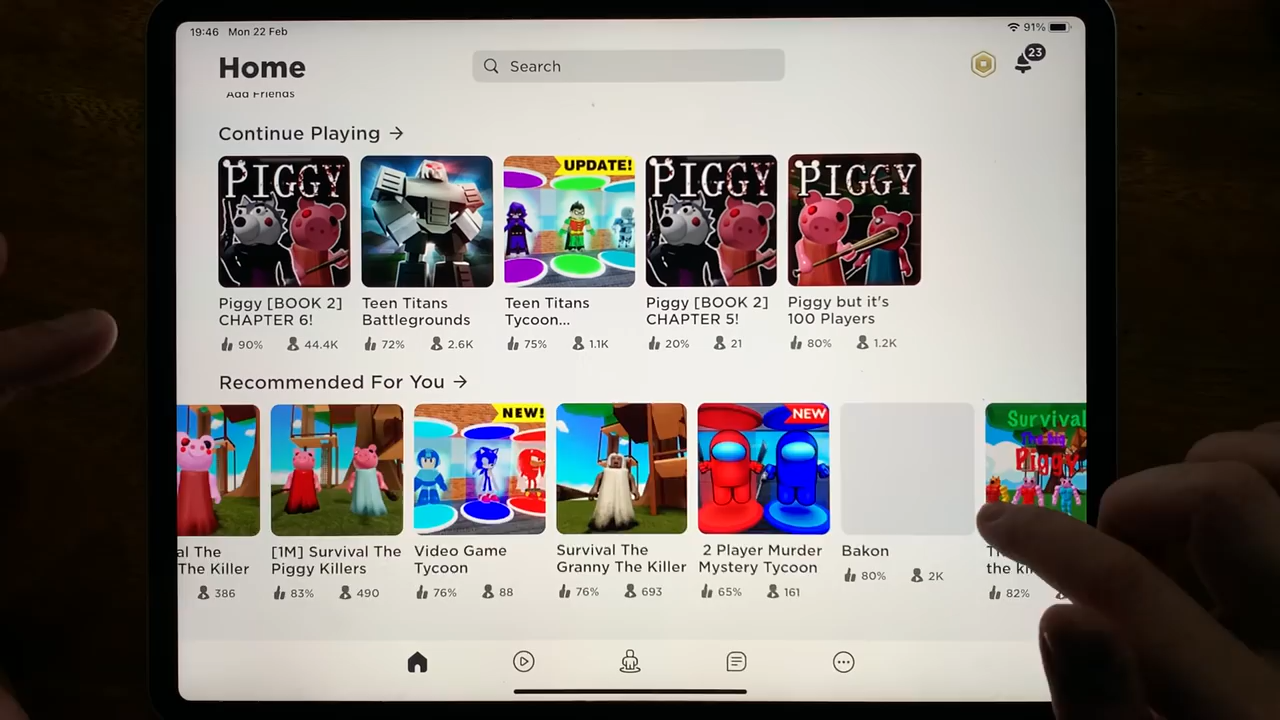 19:46 Mon 22 Feb
91%
Home
Search
23
Add Friends
Continue Playing →
PIGGY
UPDATE!
PIGGY
PIGGY
Piggy [BOOK 2]
CHAPTER 6!
90% 44.4K
Teen Titans
Battlegrounds
72% 2.6K
Teen Titans
Tycoon...
75% 1.1K
Piggy [BOOK 2]
CHAPTER 5!
20% 21
Piggy but it's
100 Players
80% 1.2K
Recommended For You →
NEW!
NEW
Survival
The Big
Piggy
al The
The Killer
386
[1M] Survival The
Piggy Killers
83% 490
Video Game
Tycoon
76% 88
Survival The
Granny The Killer
76% 693
2 Player Murder
Mystery Tycoon
65% 161
Bakon
80% 2K
the
82%